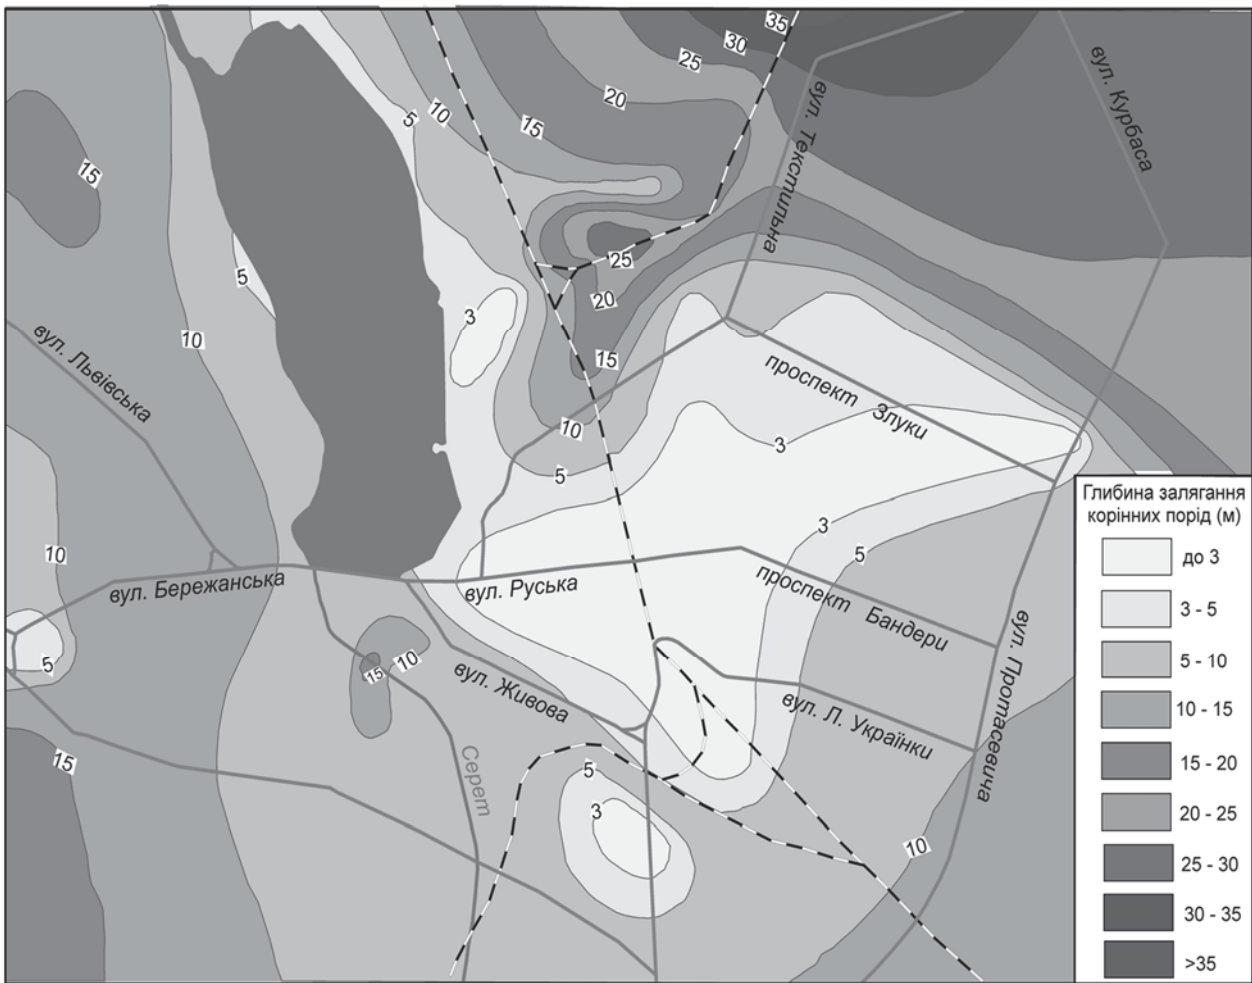 35
30
25
20
15
10
5
15
5
10
3
25
20
15
10
5
3
3
5
10
5
15
10
15
5
3
10
вул. Курбаса
вул. Текстильна
вул. Львівська
проспект Злуки
вул. Бережанська
вул. Руська
проспект Бандери
вул. Живова
вул. Л. Українки
вул. Протасевича
Серет
Глибина залягання
корінних порід (м)
до 3
3 - 5
5 - 10
10 - 15
15 - 20
20 - 25
25 - 30
30 - 35
>35